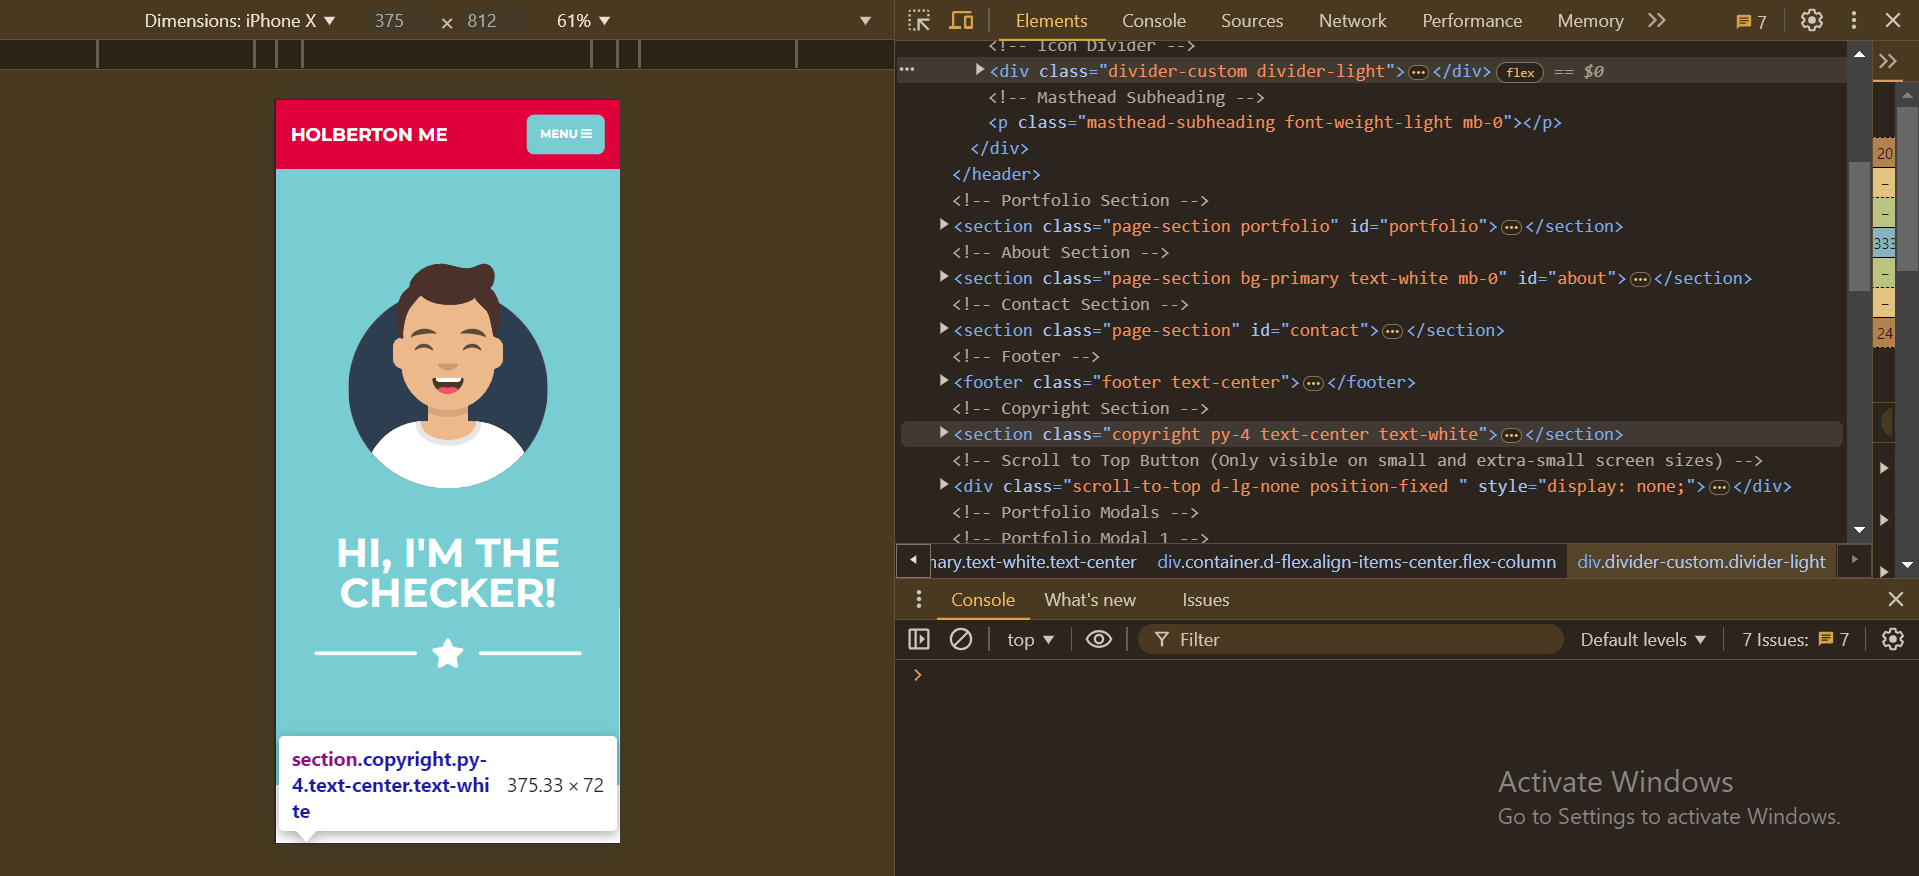 Dimensions: iPhone X ▼ 375 × 812 61% ▼ ▼
HOLBERTON ME
MENU ☰
HI, I'M THE
CHECKER!
section.copyright.py-
4.text-center.text-whi
te
375.33 × 72
Elements Console Sources Network Performance Memory 7
<!-- Icon Divider -->
••• ▶<div class="divider-custom divider-light">…</div> flex == $0
<!-- Masthead Subheading -->
<p class="masthead-subheading font-weight-light mb-0"></p>
</div>
</header>
<!-- Portfolio Section -->
▶<section class="page-section portfolio" id="portfolio">…</section>
<!-- About Section -->
▶<section class="page-section bg-primary text-white mb-0" id="about">…</section>
<!-- Contact Section -->
▶<section class="page-section" id="contact">…</section>
<!-- Footer -->
▶<footer class="footer text-center">…</footer>
<!-- Copyright Section -->
▶<section class="copyright py-4 text-center text-white">…</section>
<!-- Scroll to Top Button (Only visible on small and extra-small screen sizes) -->
▶<div class="scroll-to-top d-lg-none position-fixed " style="display: none;">…</div>
<!-- Portfolio Modals -->
<!-- Portfolio Modal 1 -->
20
–
–
333
–
–
24
nary.text-white.text-center div.container.d-flex.align-items-center.flex-column div.divider-custom.divider-light
Console What's new Issues
top ▼ Filter Default levels ▼ 7 Issues: 7
>
Activate Windows
Go to Settings to activate Windows.